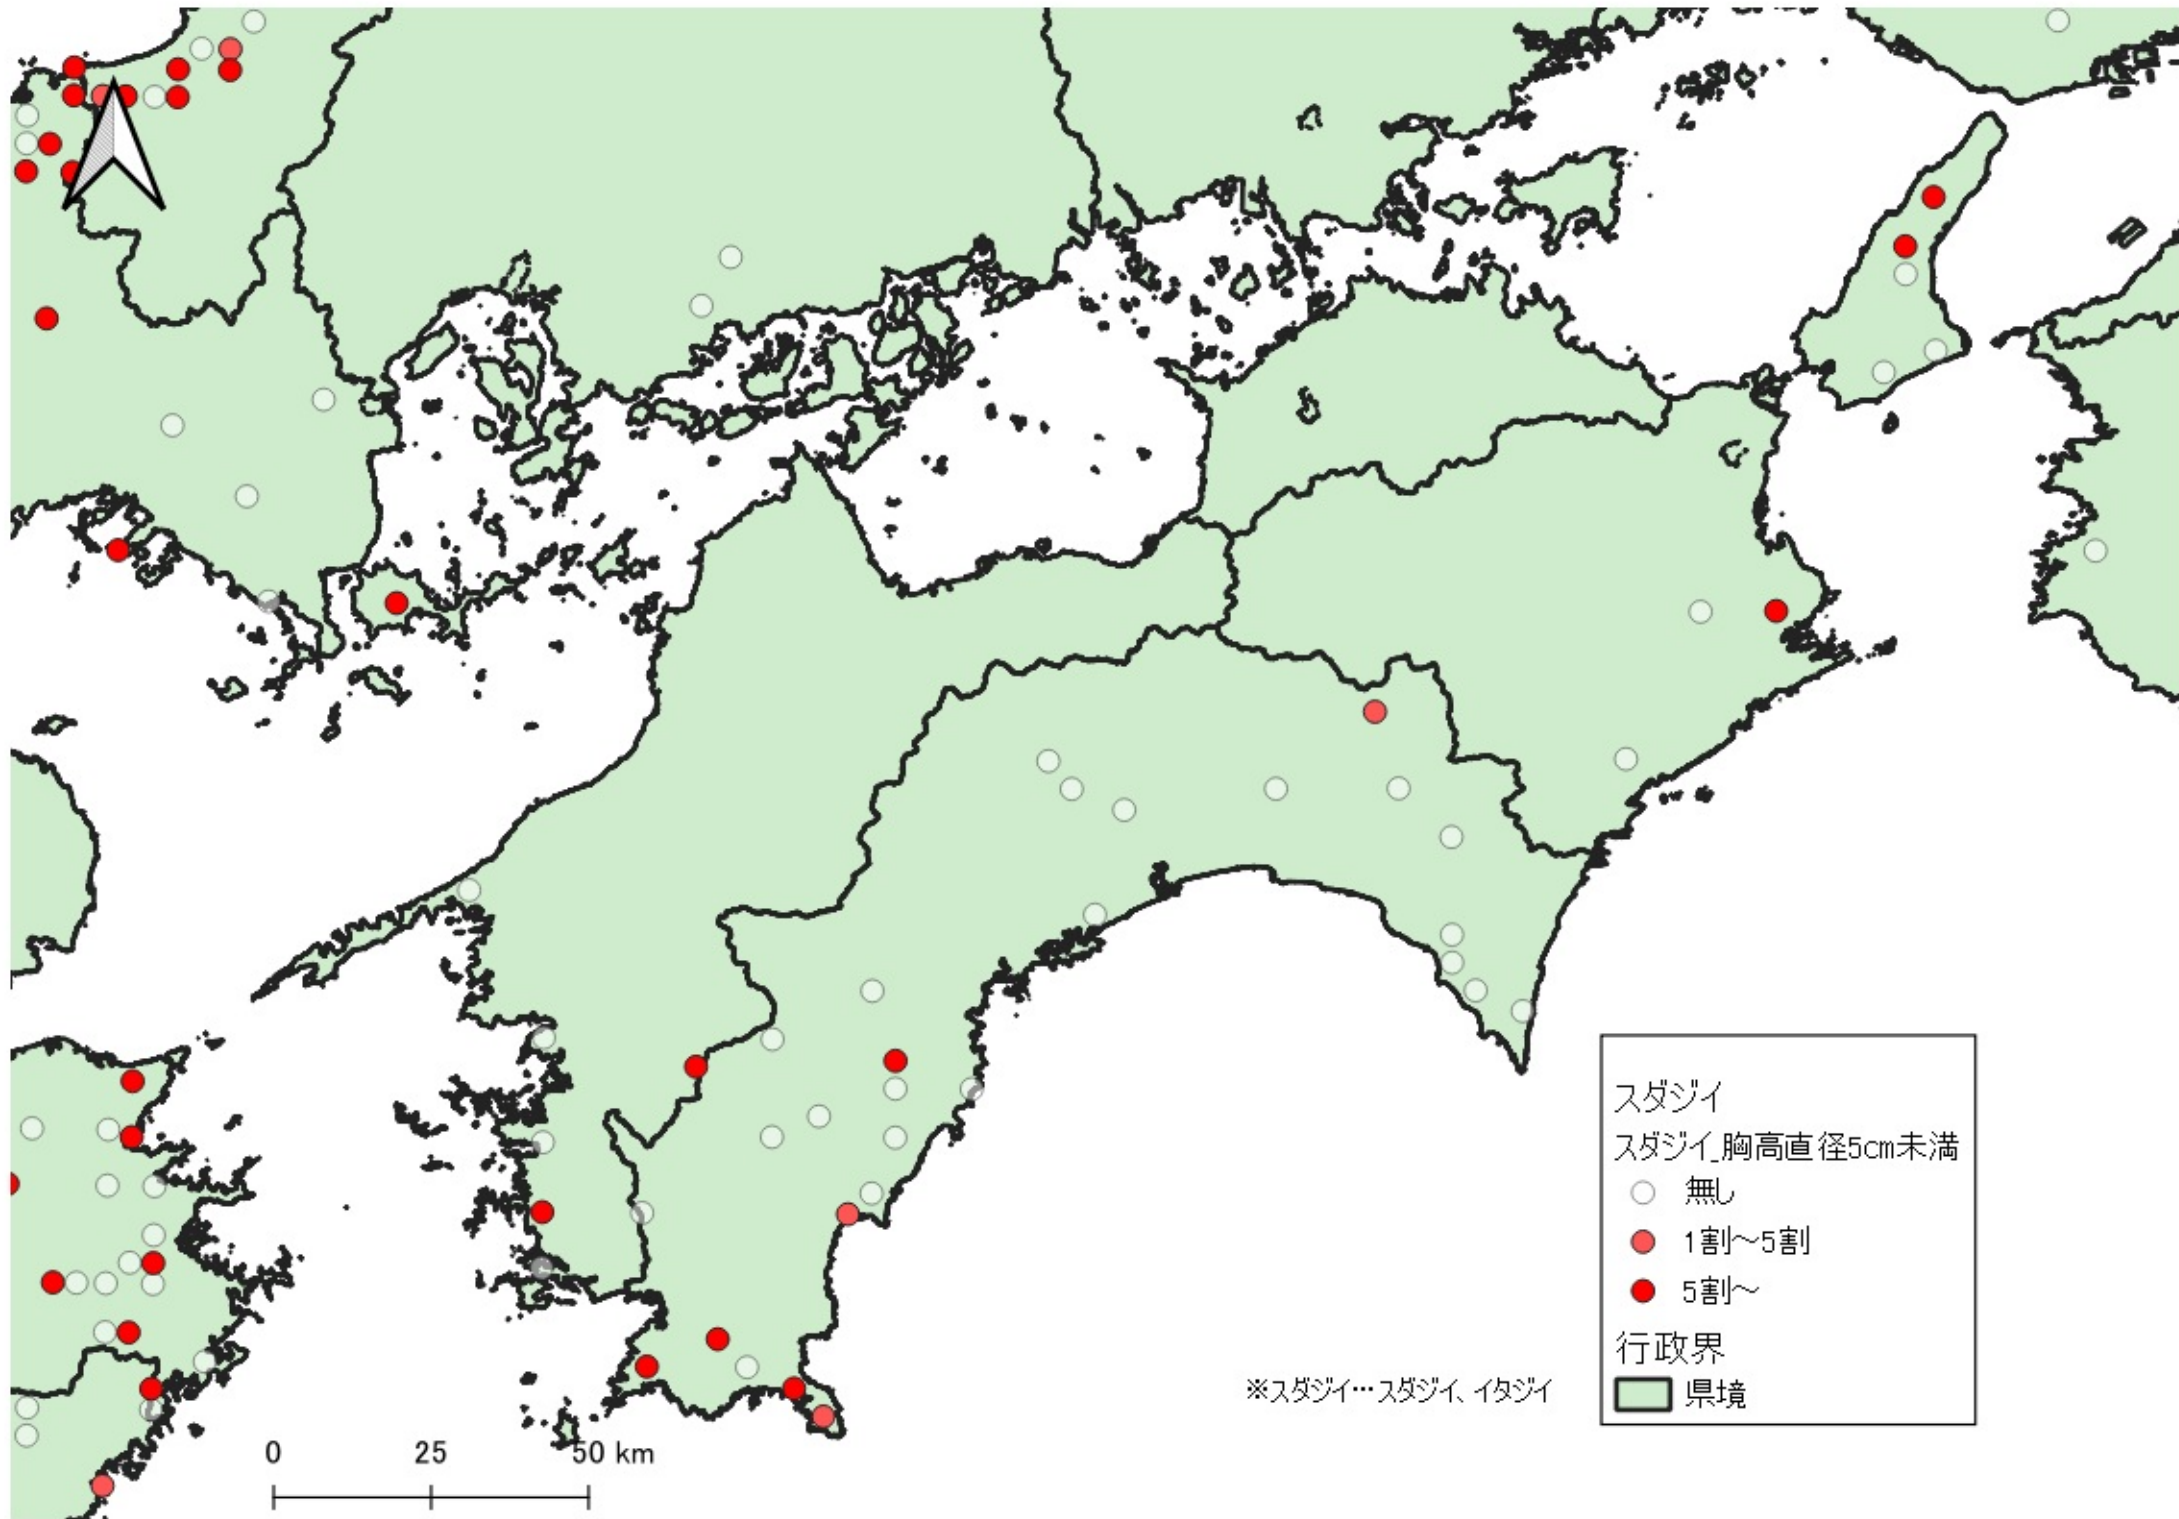 スダジイ
スダジイ_胸高直径5cm未満
無し
1割～5割
5割～
行政界
県境
※スダジイ…スダジイ、イタジイ
0 25 50 km